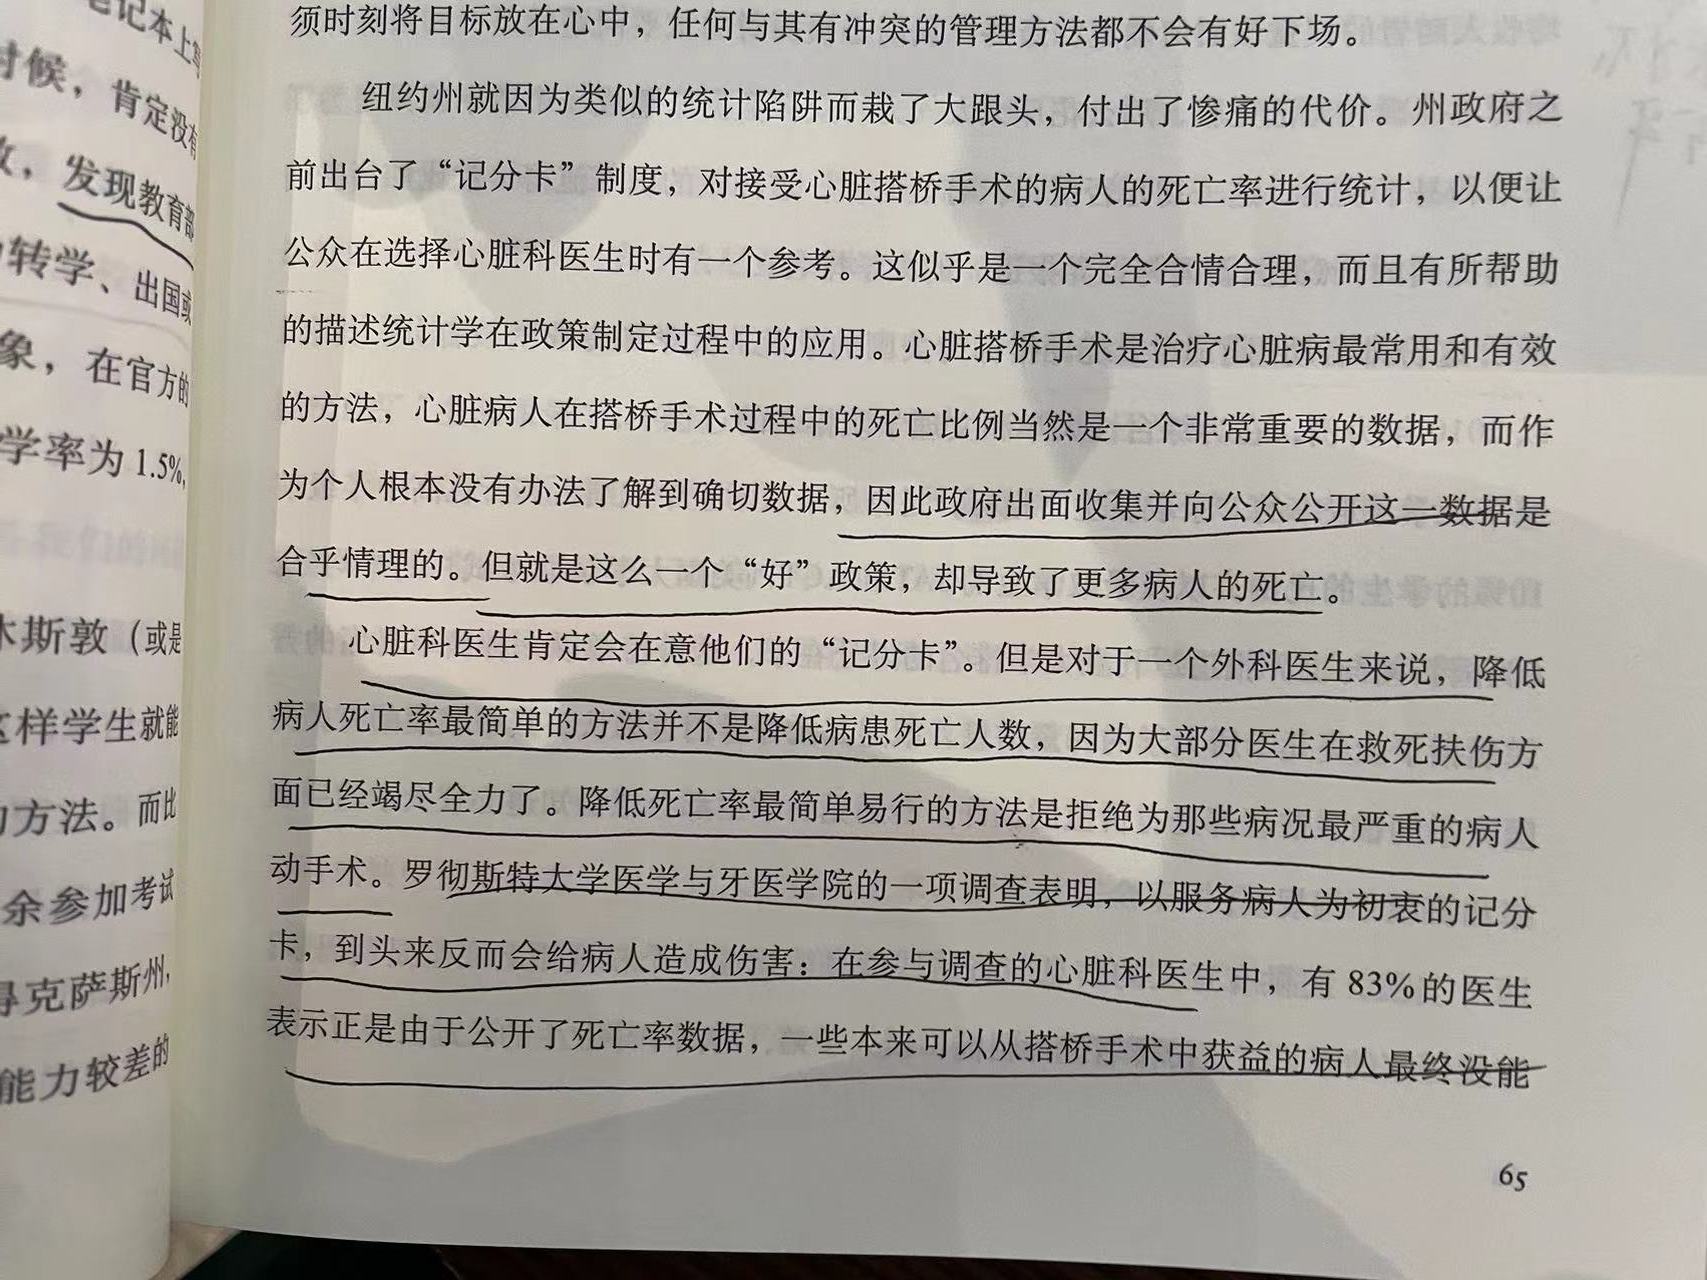 笔记本上写
时候，肯定没有
数，发现教育部
转学、出国或
象，在官方的
学率为 1.5%,
休斯敦（或是
这样学生就能
方法。而比
余参加考试
得克萨斯州，
能力较差的
须时刻将目标放在心中，任何与其有冲突的管理方法都不会有好下场。
纽约州就因为类似的统计陷阱而栽了大跟头，付出了惨痛的代价。州政府之
前出台了“记分卡”制度，对接受心脏搭桥手术的病人的死亡率进行统计，以便让
公众在选择心脏科医生时有一个参考。这似乎是一个完全合情合理，而且有所帮助
的描述统计学在政策制定过程中的应用。心脏搭桥手术是治疗心脏病最常用和有效
的方法，心脏病人在搭桥手术过程中的死亡比例当然是一个非常重要的数据，而作
为个人根本没有办法了解到确切数据，因此政府出面收集并向公众公开这一数据是
合乎情理的。但就是这么一个“好”政策，却导致了更多病人的死亡。
心脏科医生肯定会在意他们的“记分卡”。但是对于一个外科医生来说，降低
病人死亡率最简单的方法并不是降低病患死亡人数，因为大部分医生在救死扶伤方
面已经竭尽全力了。降低死亡率最简单易行的方法是拒绝为那些病况最严重的病人
动手术。罗彻斯特大学医学与牙医学院的一项调查表明，以服务病人为初衷的记分
卡，到头来反而会给病人造成伤害：在参与调查的心脏科医生中，有 83%的医生
表示正是由于公开了死亡率数据，一些本来可以从搭桥手术中获益的病人最终没能
65